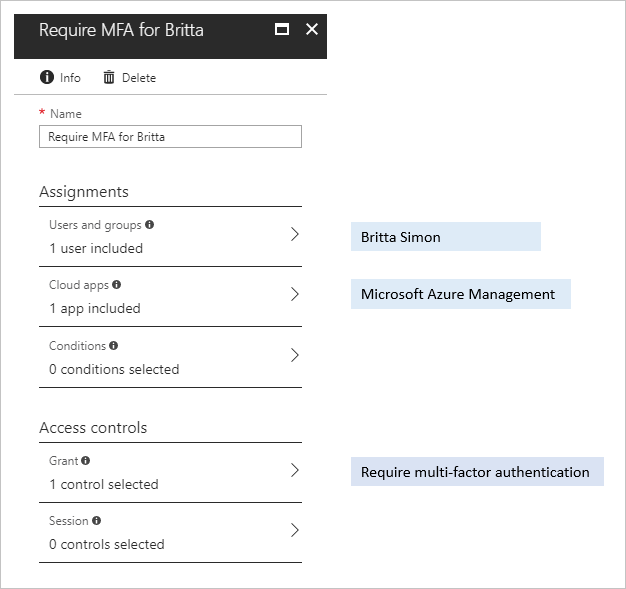 Require MFA for Britta
Info Delete
* Name
Require MFA for Britta
Assignments
Users and groups
1 user included
Britta Simon
Cloud apps
1 app included
Microsoft Azure Management
Conditions
0 conditions selected
Access controls
Grant
1 control selected
Require multi-factor authentication
Session
0 controls selected